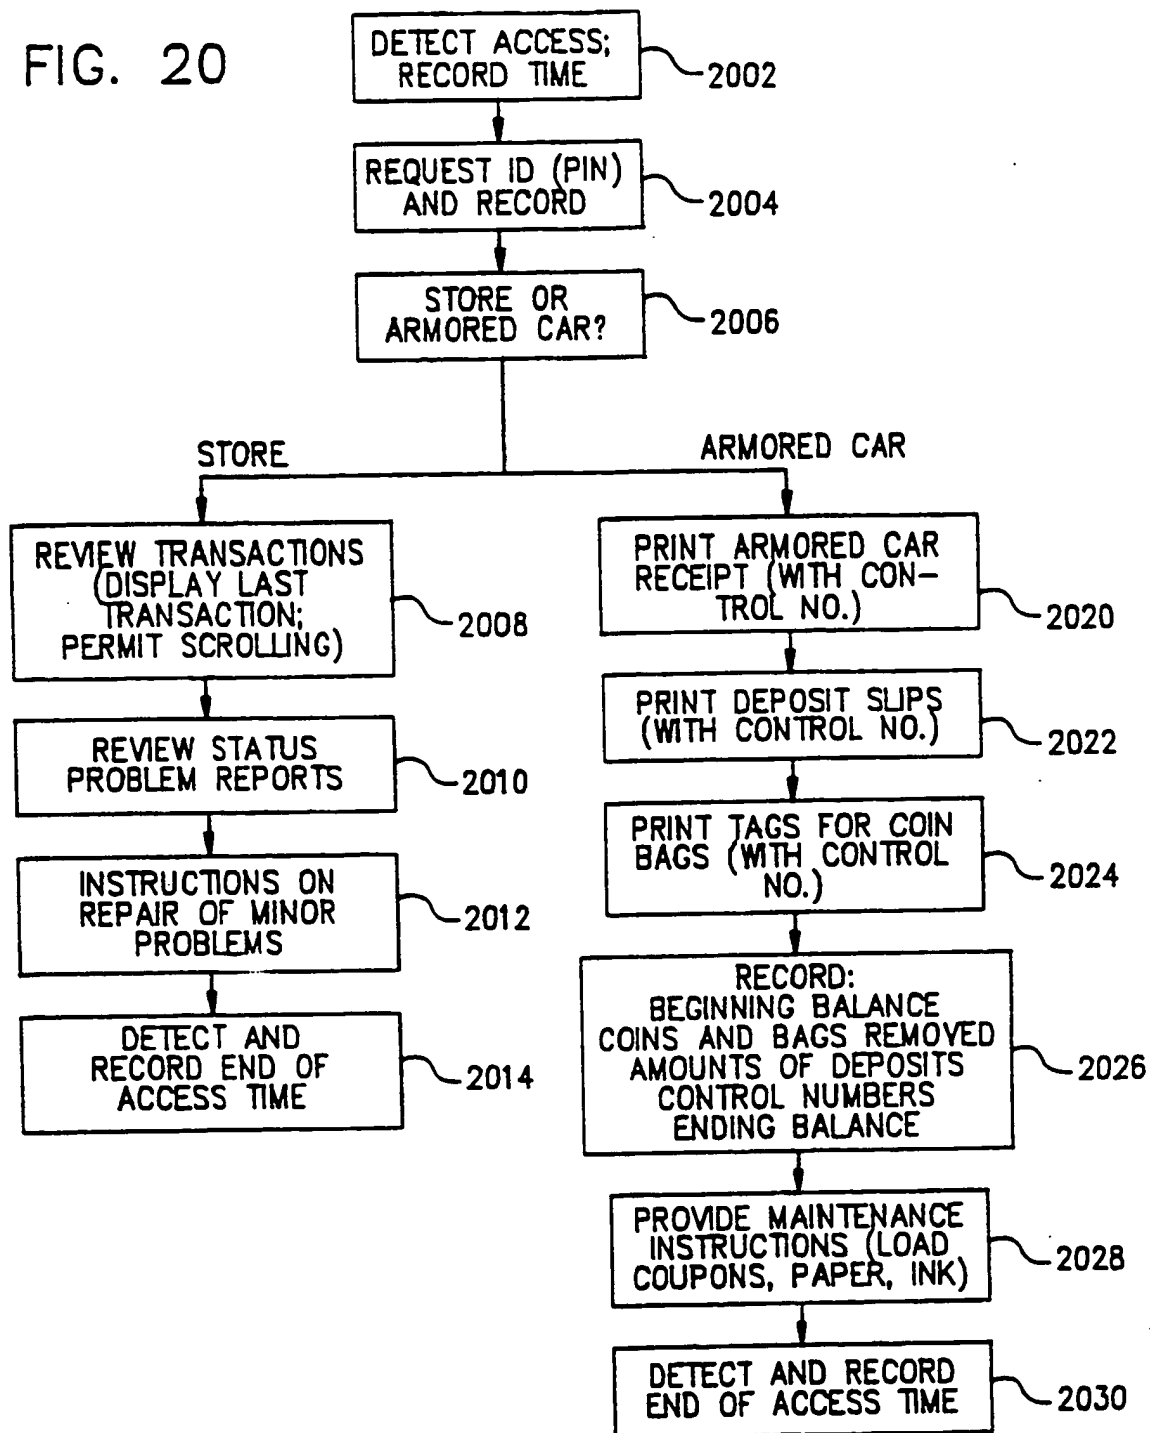 FIG. 20
DETECT ACCESS;
RECORD TIME
2002
REQUEST ID (PIN)
AND RECORD
2004
STORE OR
ARMORED CAR?
2006
STORE
ARMORED CAR
REVIEW TRANSACTIONS
(DISPLAY LAST
TRANSACTION;
PERMIT SCROLLING)
2008
REVIEW STATUS
PROBLEM REPORTS
2010
INSTRUCTIONS ON
REPAIR OF MINOR
PROBLEMS
2012
DETECT AND
RECORD END OF
ACCESS TIME
2014
PRINT ARMORED CAR
RECEIPT (WITH CON-
TROL NO.)
2020
PRINT DEPOSIT SLIPS
(WITH CONTROL NO.)
2022
PRINT TAGS FOR COIN
BAGS (WITH CONTROL
NO.)
2024
RECORD:
BEGINNING BALANCE
COINS AND BAGS REMOVED
AMOUNTS OF DEPOSITS
CONTROL NUMBERS
ENDING BALANCE
2026
PROVIDE MAINTENANCE
INSTRUCTIONS (LOAD
COUPONS, PAPER, INK)
2028
DETECT AND RECORD
END OF ACCESS TIME
2030